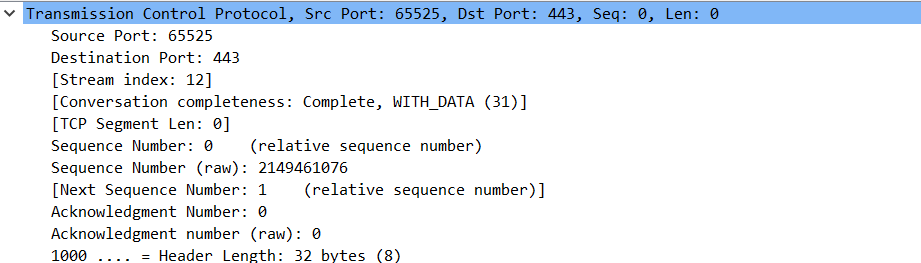 Transmission Control Protocol, Src Port: 65525, Dst Port: 443, Seq: 0, Len: 0
Source Port: 65525
Destination Port: 443
[Stream index: 12]
[Conversation completeness: Complete, WITH_DATA (31)]
[TCP Segment Len: 0]
Sequence Number: 0    (relative sequence number)
Sequence Number (raw): 2149461076
[Next Sequence Number: 1    (relative sequence number)]
Acknowledgment Number: 0
Acknowledgment number (raw): 0
1000 .... = Header Length: 32 bytes (8)